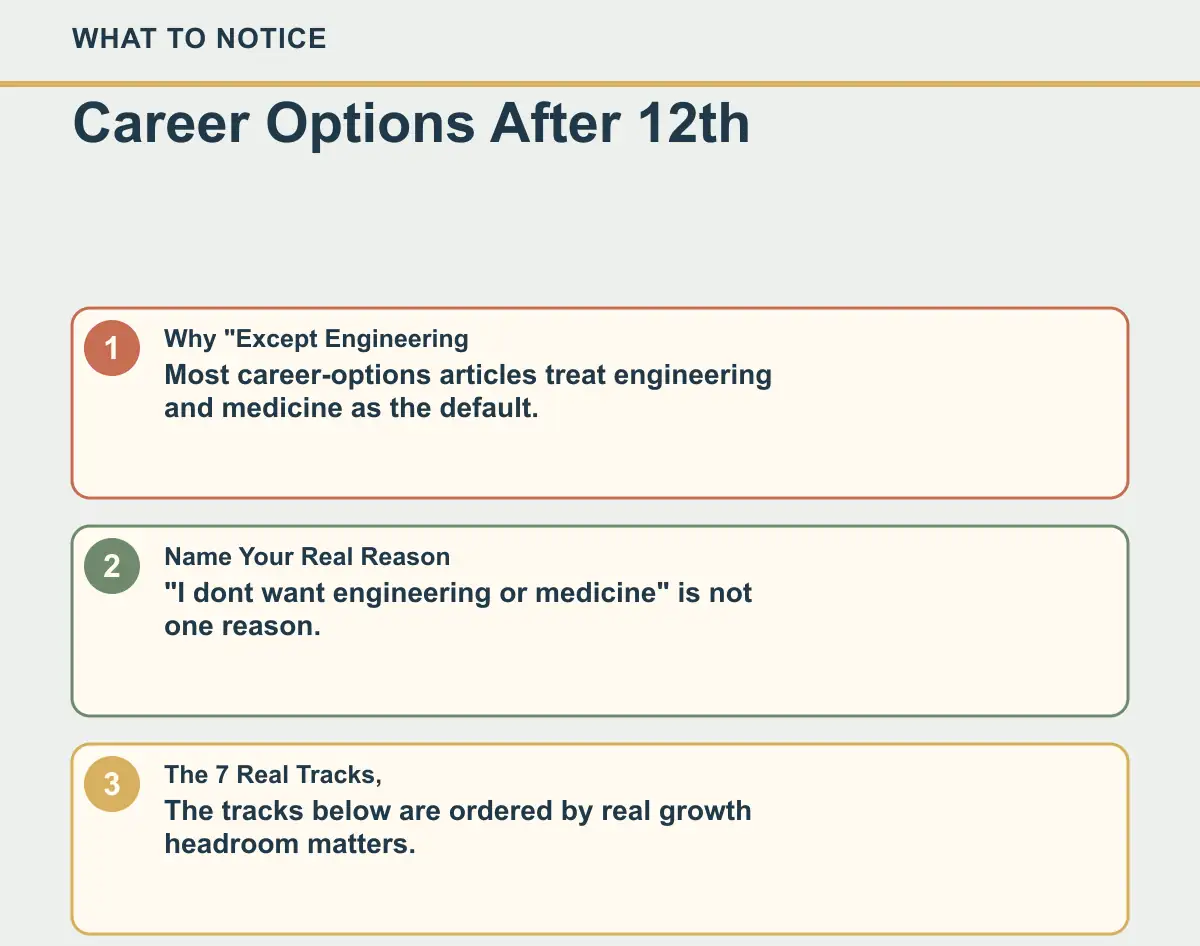 WHAT TO NOTICE
Career Options After 12th
1
Why "Except Engineering
Most career-options articles treat engineering
and medicine as the default.
2
Name Your Real Reason
"I dont want engineering or medicine" is not
one reason.
3
The 7 Real Tracks,
The tracks below are ordered by real growth
headroom matters.